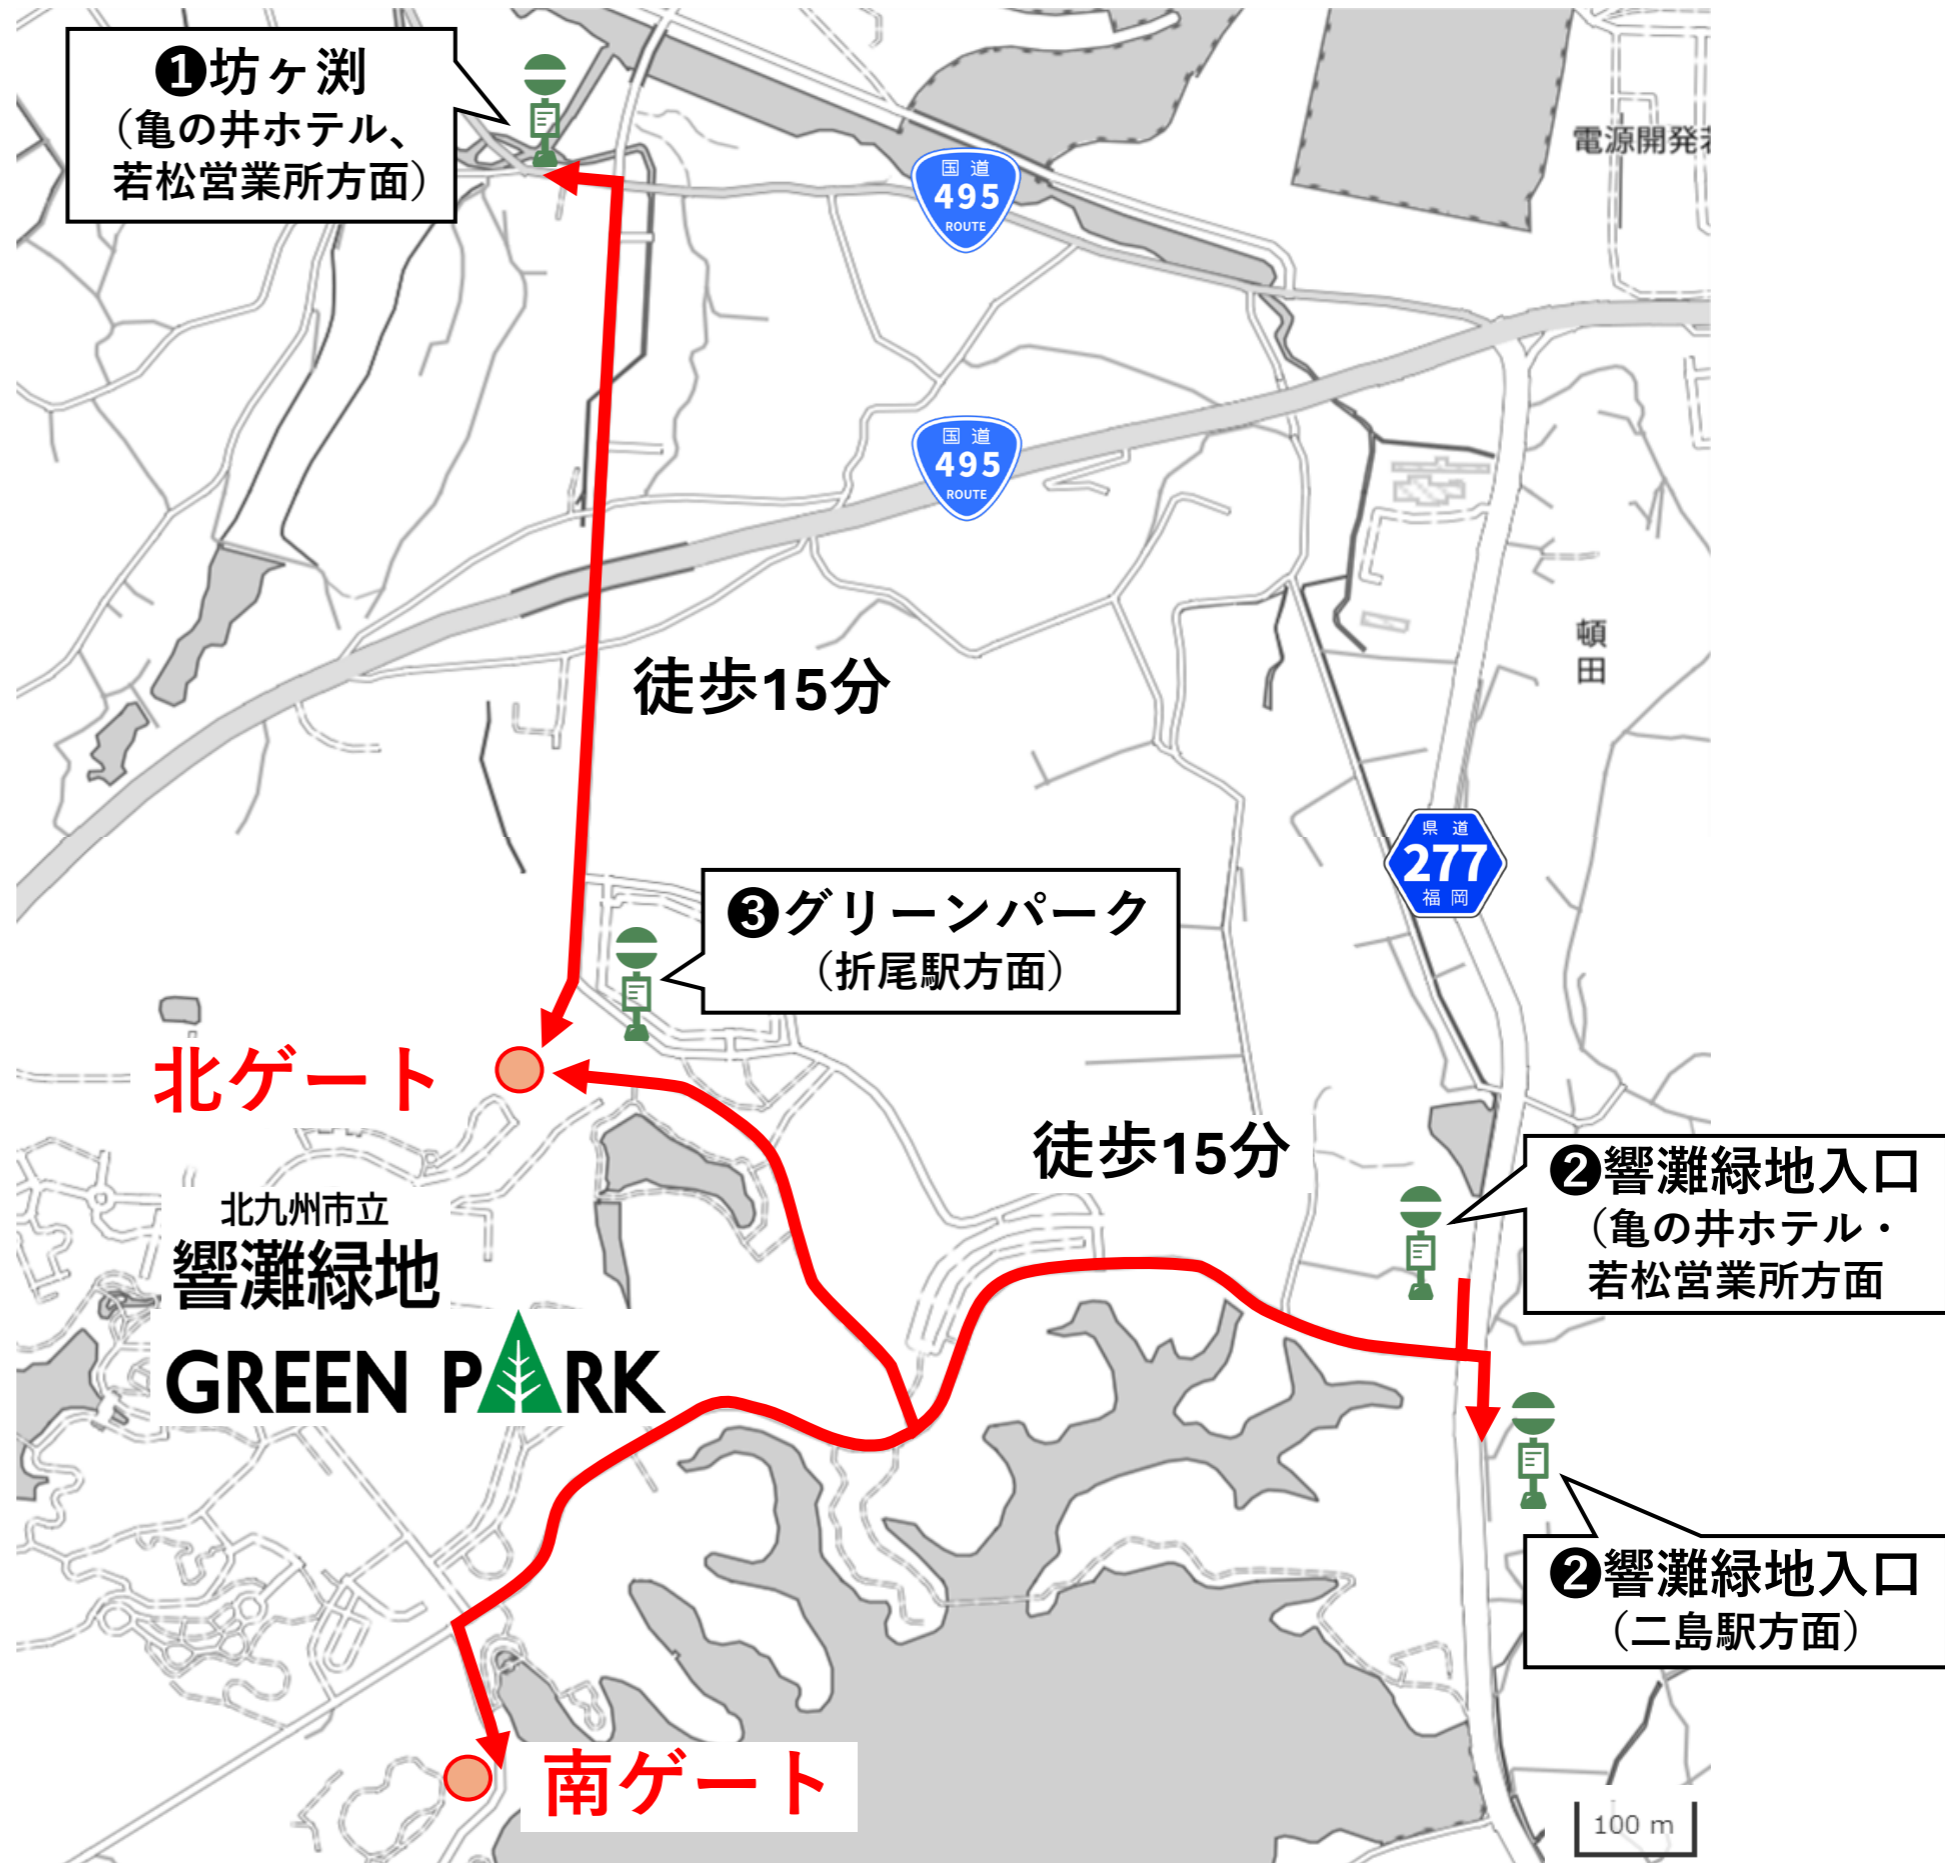 ❶坊ヶ渕
（亀の井ホテル、
若松営業所方面）
電源開発
国道
495
ROUTE
国道
495
ROUTE
頓田
徒歩15分
県道
277
福岡
❸グリーンパーク
（折尾駅方面）
北ゲート
徒歩15分
❷響灘緑地入口
（亀の井ホテル・
若松営業所方面
北九州市立
響灘緑地
GREEN PARK
❷響灘緑地入口
（二島駅方面）
南ゲート
100 m